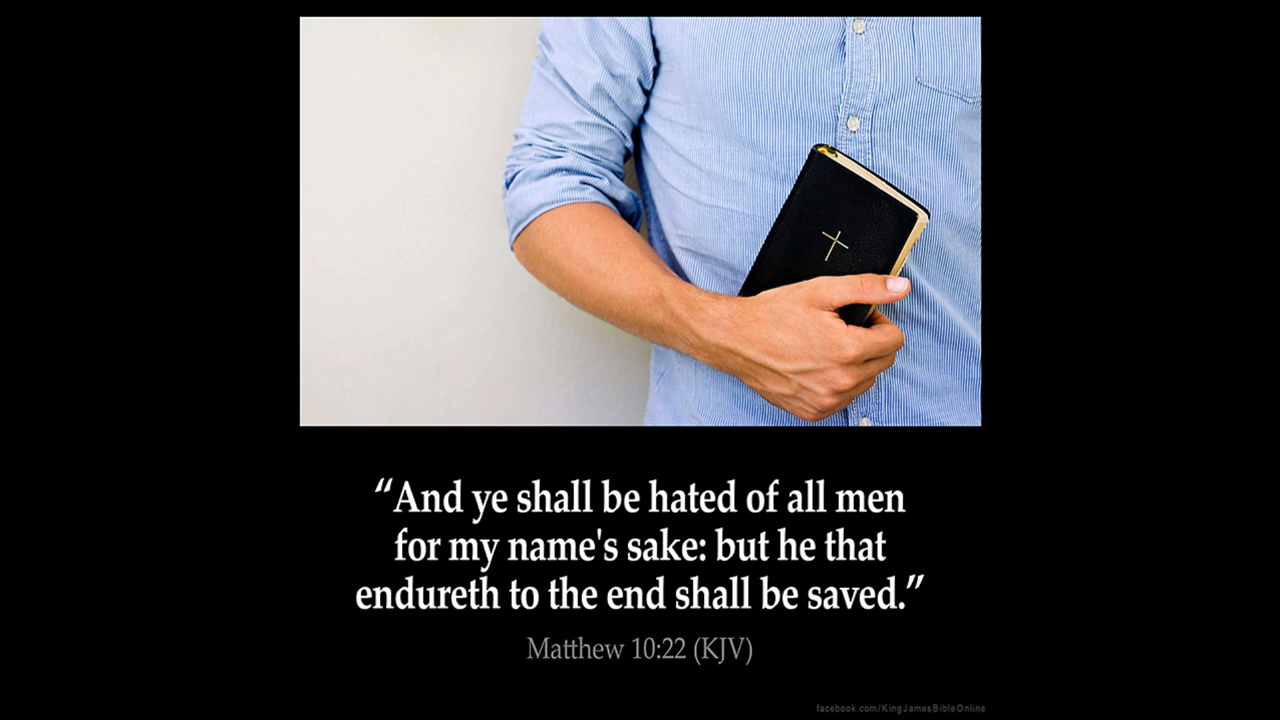 “And ye shall be hated of all men
for my name's sake: but he that
endureth to the end shall be saved.”
Matthew 10:22 (KJV)
facebook.com/KingJamesBibleOnline